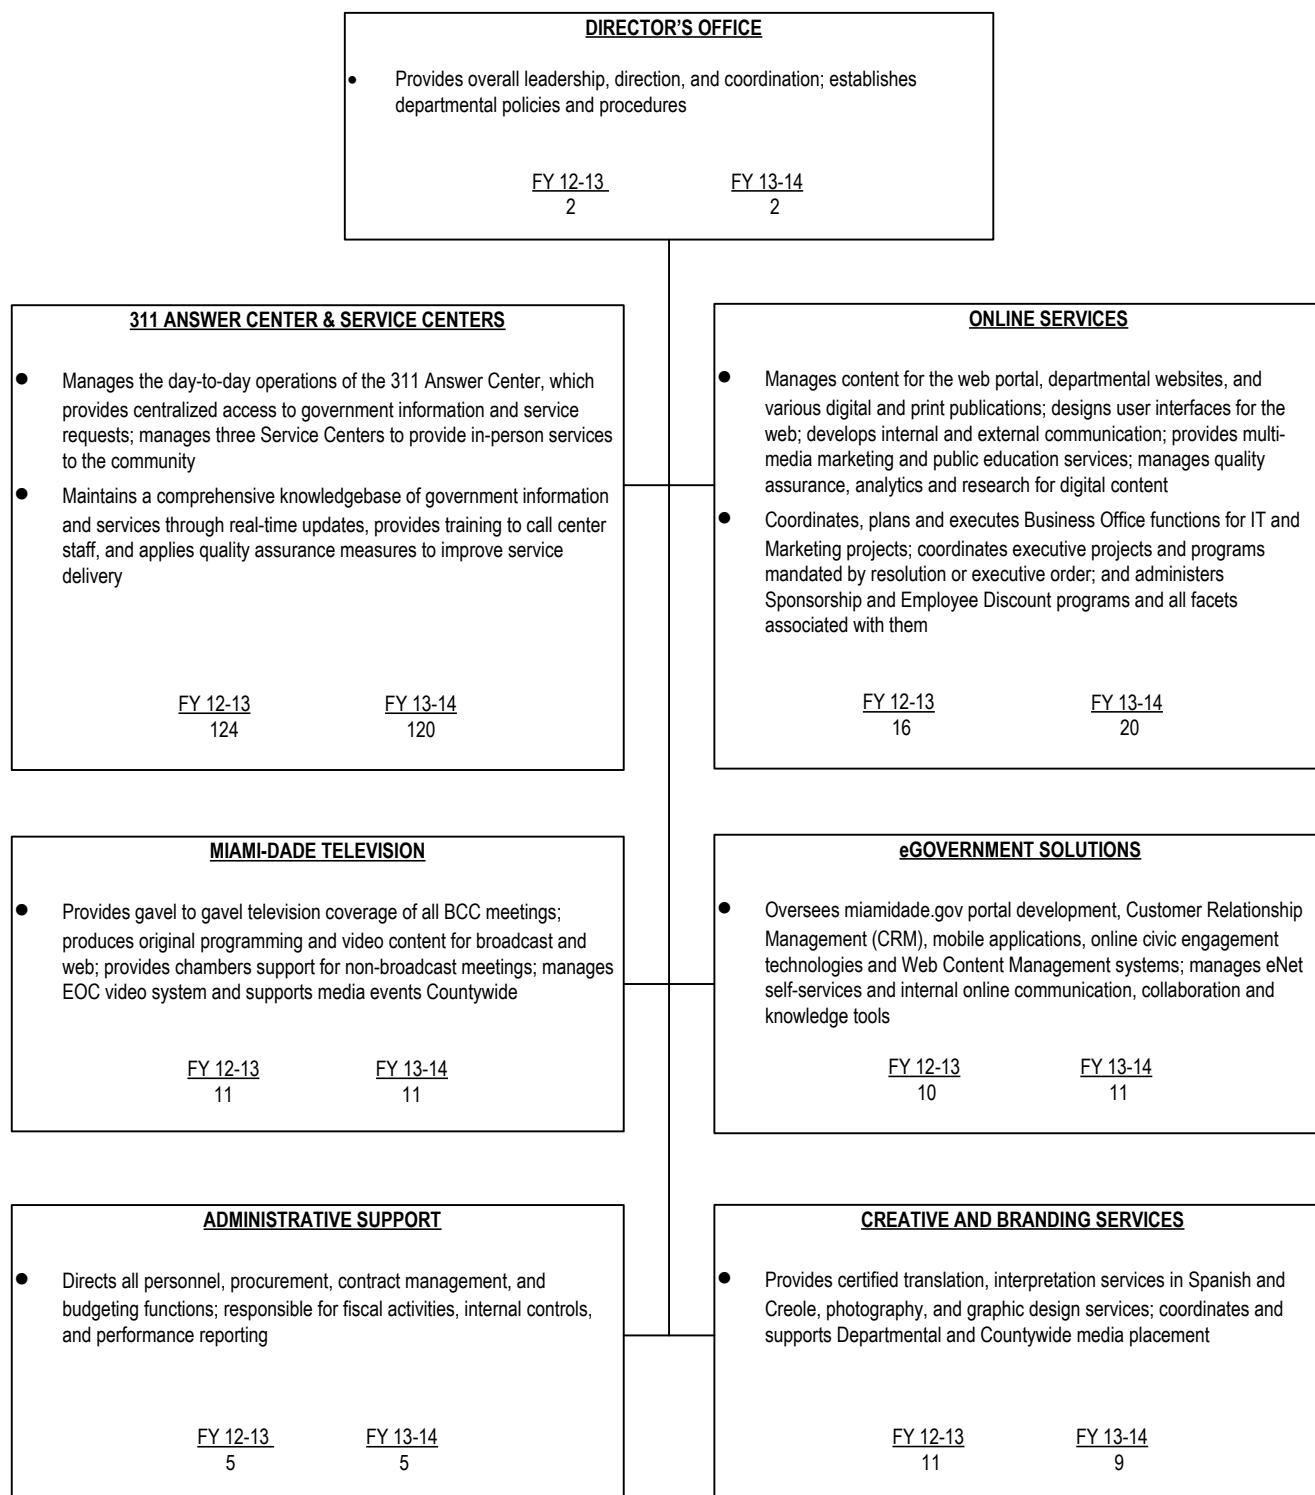 DIRECTOR'S OFFICE
● Provides overall leadership, direction, and coordination; establishes
departmental policies and procedures
FY 12-13 FY 13-14
2 2
311 ANSWER CENTER & SERVICE CENTERS
● Manages the day-to-day operations of the 311 Answer Center, which
provides centralized access to government information and service
requests; manages three Service Centers to provide in-person services
to the community
● Maintains a comprehensive knowledgebase of government information
and services through real-time updates, provides training to call center
staff, and applies quality assurance measures to improve service
delivery
FY 12-13 FY 13-14
124 120
ONLINE SERVICES
● Manages content for the web portal, departmental websites, and
various digital and print publications; designs user interfaces for the
web; develops internal and external communication; provides multi-
media marketing and public education services; manages quality
assurance, analytics and research for digital content
● Coordinates, plans and executes Business Office functions for IT and
Marketing projects; coordinates executive projects and programs
mandated by resolution or executive order; and administers
Sponsorship and Employee Discount programs and all facets
associated with them
FY 12-13 FY 13-14
16 20
MIAMI-DADE TELEVISION
● Provides gavel to gavel television coverage of all BCC meetings;
produces original programming and video content for broadcast and
web; provides chambers support for non-broadcast meetings; manages
EOC video system and supports media events Countywide
FY 12-13 FY 13-14
11 11
eGOVERNMENT SOLUTIONS
● Oversees miamidade.gov portal development, Customer Relationship
Management (CRM), mobile applications, online civic engagement
technologies and Web Content Management systems; manages eNet
self-services and internal online communication, collaboration and
knowledge tools
FY 12-13 FY 13-14
10 11
ADMINISTRATIVE SUPPORT
● Directs all personnel, procurement, contract management, and
budgeting functions; responsible for fiscal activities, internal controls,
and performance reporting
FY 12-13 FY 13-14
5 5
CREATIVE AND BRANDING SERVICES
● Provides certified translation, interpretation services in Spanish and
Creole, photography, and graphic design services; coordinates and
supports Departmental and Countywide media placement
FY 12-13 FY 13-14
11 9